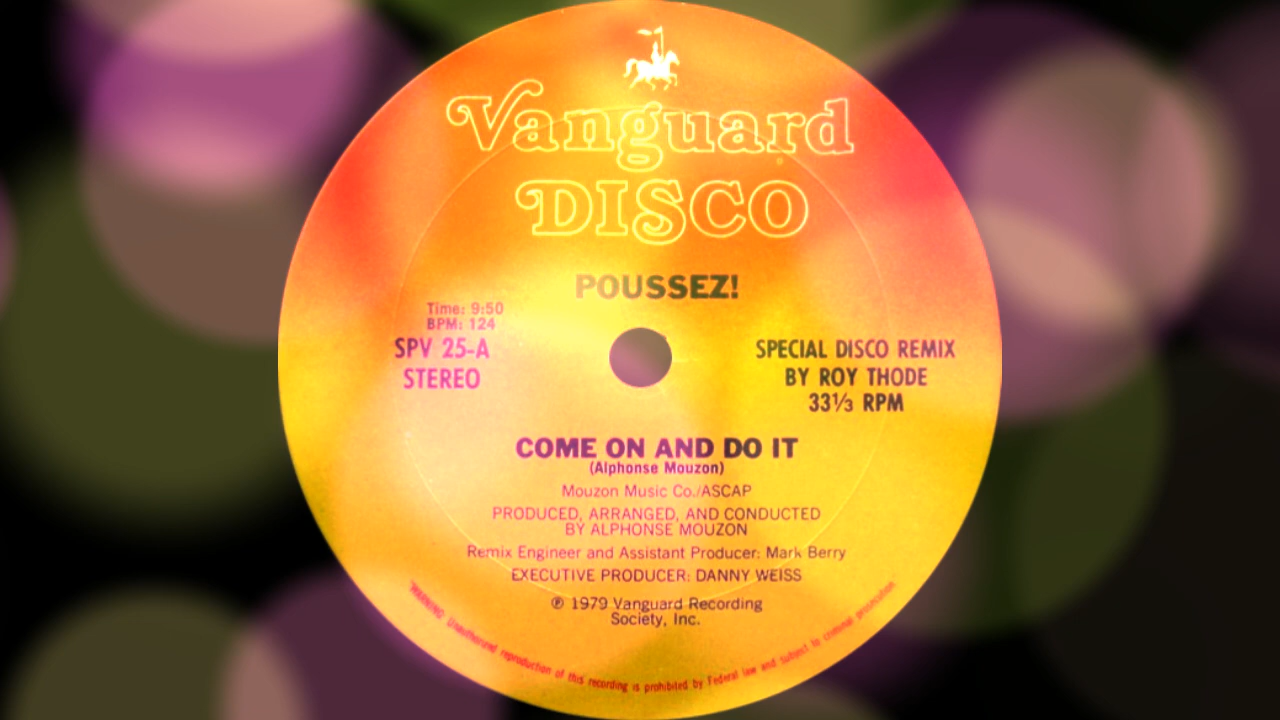 Vanguard
DISCO
POUSSEZ!
Time: 9:50
BPM: 124
SPV 25-A
STEREO
SPECIAL DISCO REMIX
BY ROY THODE
33⅓ RPM
COME ON AND DO IT
(Alphonse Mouzon)
Mouzon Music Co./ASCAP
PRODUCED, ARRANGED, AND CONDUCTED
BY ALPHONSE MOUZON
Remix Engineer and Assistant Producer: Mark Berry
EXECUTIVE PRODUCER: DANNY WEISS
℗ 1979 Vanguard Recording
Society, Inc.
"WARNING: Unauthorized reproduction of this recording is prohibited by Federal law and subject to criminal prosecution